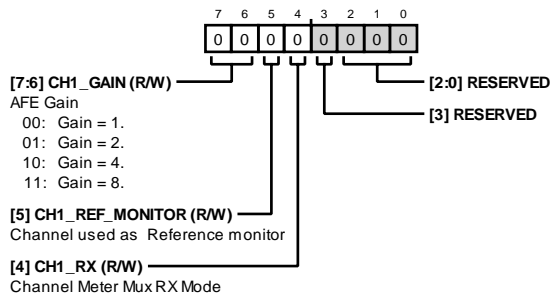 7 6 5 4 3 2 1 0
0 0 0 0 0 0 0 0
[7:6] CH1_GAIN (R/W)
AFE Gain
00: Gain = 1.
01: Gain = 2.
10: Gain = 4.
11: Gain = 8.
[5] CH1_REF_MONITOR (R/W)
Channel used as Reference monitor
[4] CH1_RX (R/W)
Channel Meter Mux RX Mode
[2:0] RESERVED
[3] RESERVED